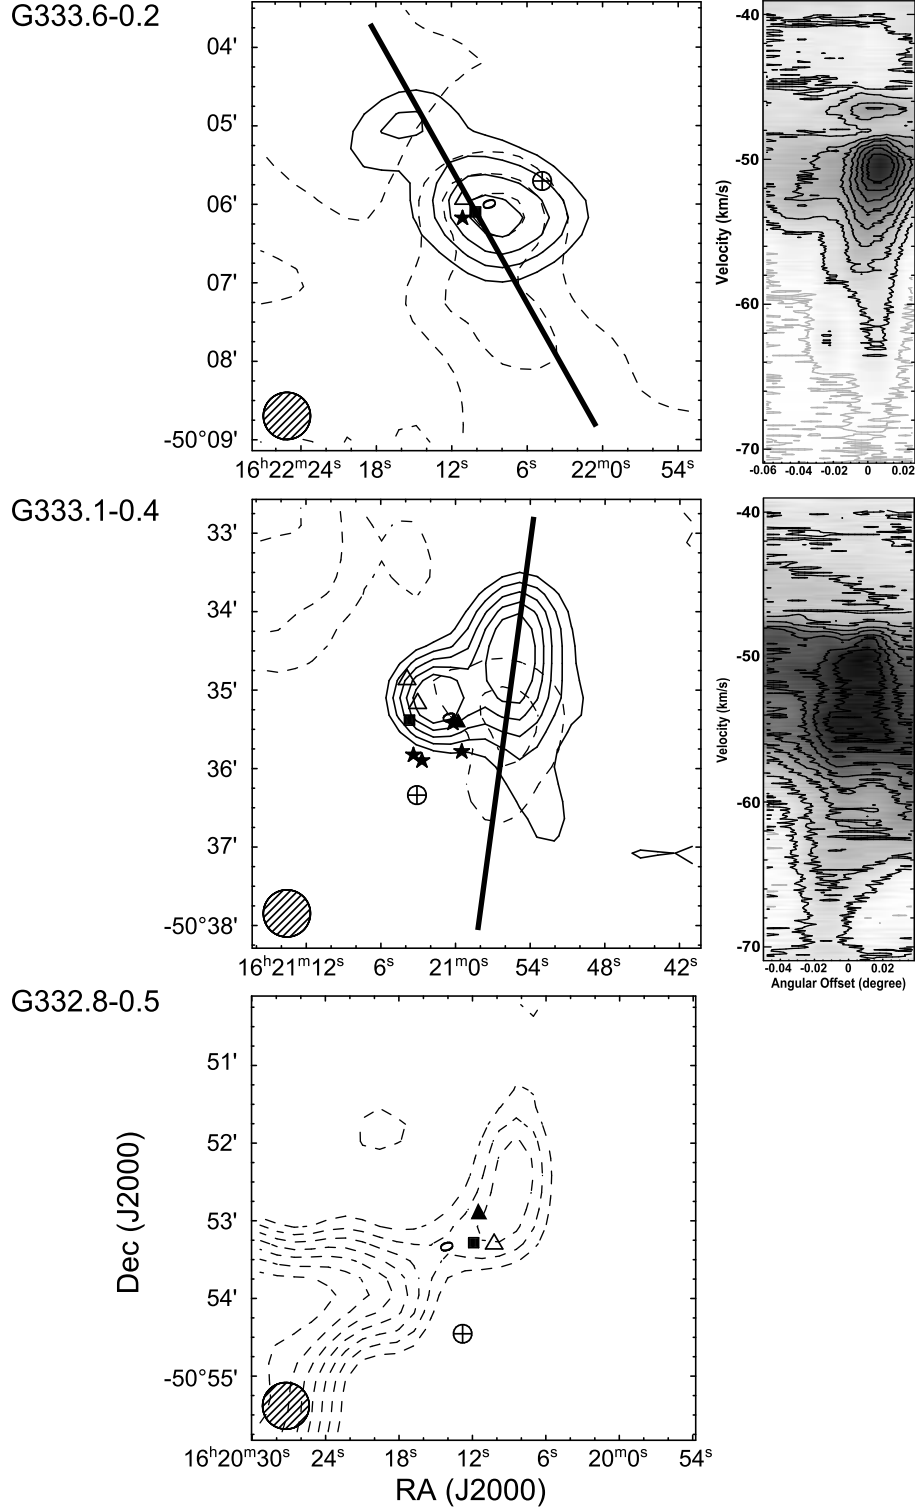 G333.6-0.2
04'
05'
06'
07'
08'
-50°09'
16ʰ22ᵐ24ˢ 18ˢ 12ˢ 6ˢ 22ᵐ0ˢ 54ˢ
-40
-50
-60
-70
Velocity (km/s)
-0.06 -0.04 -0.02 0 0.02
G333.1-0.4
33'
34'
35'
36'
37'
-50°38'
16ʰ21ᵐ12ˢ 6ˢ 21ᵐ0ˢ 54ˢ 48ˢ 42ˢ
-40
-50
-60
-70
Velocity (km/s)
-0.04 -0.02 0 0.02
Angular Offset (degree)
G332.8-0.5
51'
52'
53'
54'
-50°55'
Dec (J2000)
16ʰ20ᵐ30ˢ 24ˢ 18ˢ 12ˢ 6ˢ 20ᵐ0ˢ 54ˢ
RA (J2000)